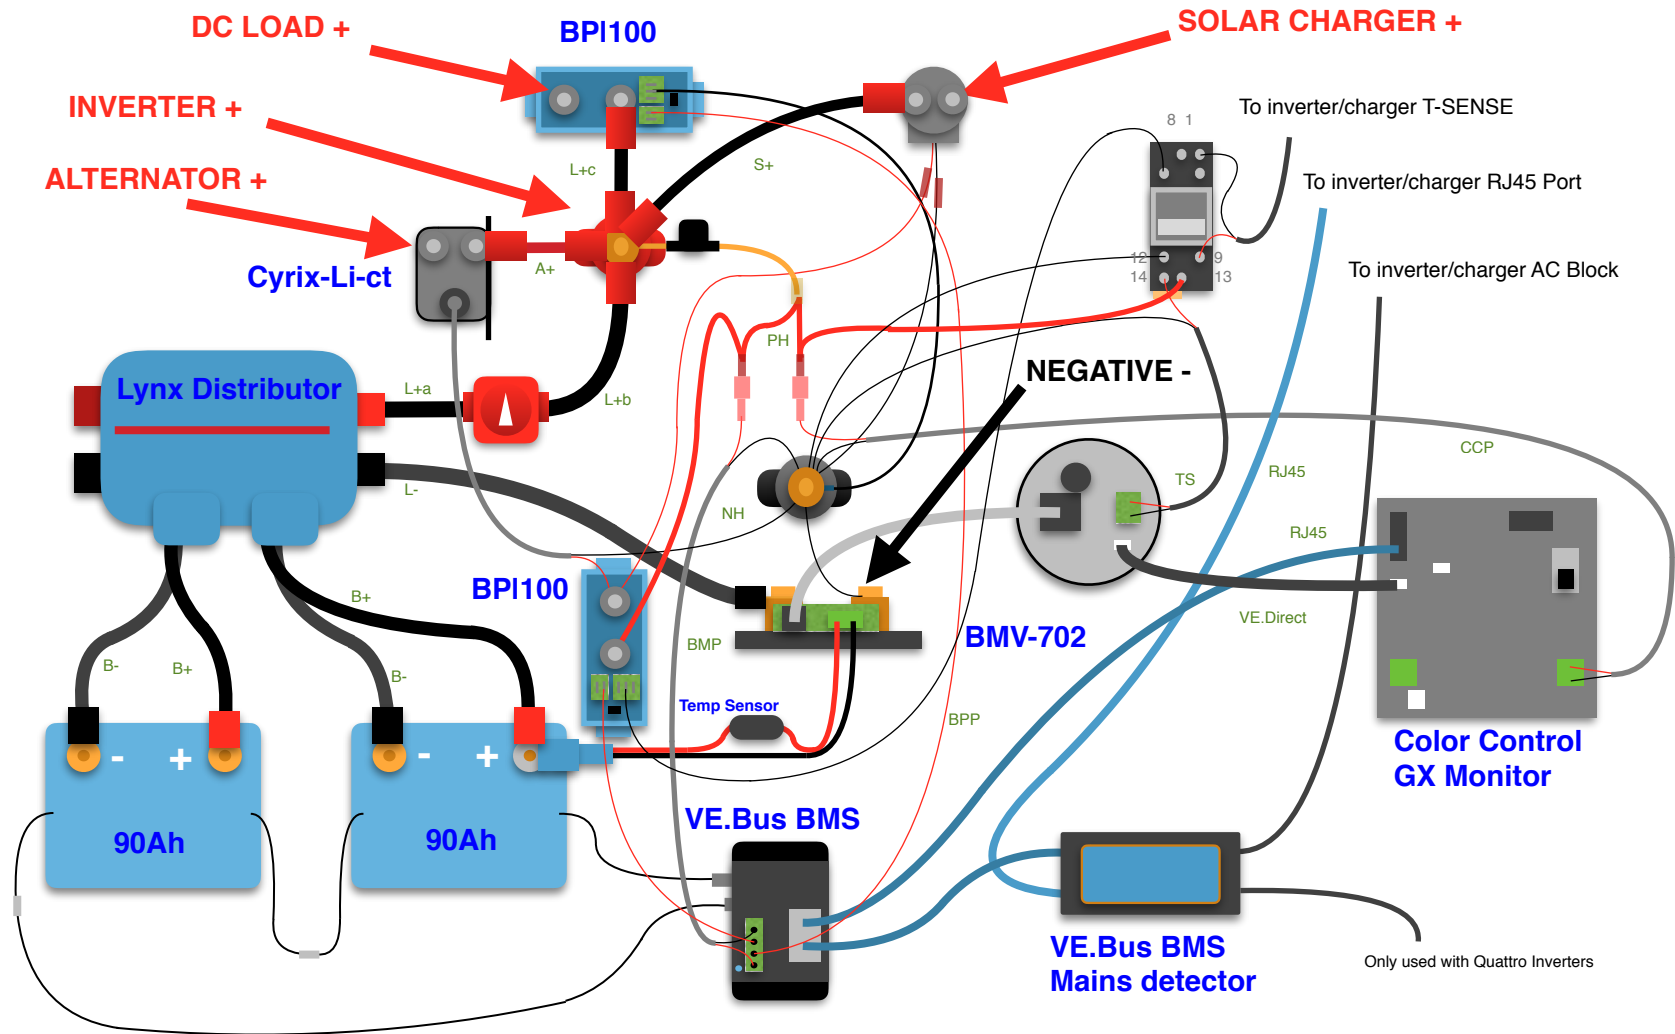 DC LOAD +
BPI100
SOLAR CHARGER +
INVERTER +
To inverter/charger T-SENSE
8 1
L+c
S+
ALTERNATOR +
To inverter/charger RJ45 Port
A+
12
9
14
13
Cyrix-Li-ct
To inverter/charger AC Block
PH
NEGATIVE -
Lynx Distributor
L+a
L+b
CCP
RJ45
TS
L-
NH
RJ45
BPI100
B+
VE.Direct
BMP
BMV-702
B-
B+
B-
Temp Sensor
BPP
Color Control
GX Monitor
- +
- +
90Ah
90Ah
VE.Bus BMS
VE.Bus BMS
Mains detector
Only used with Quattro Inverters